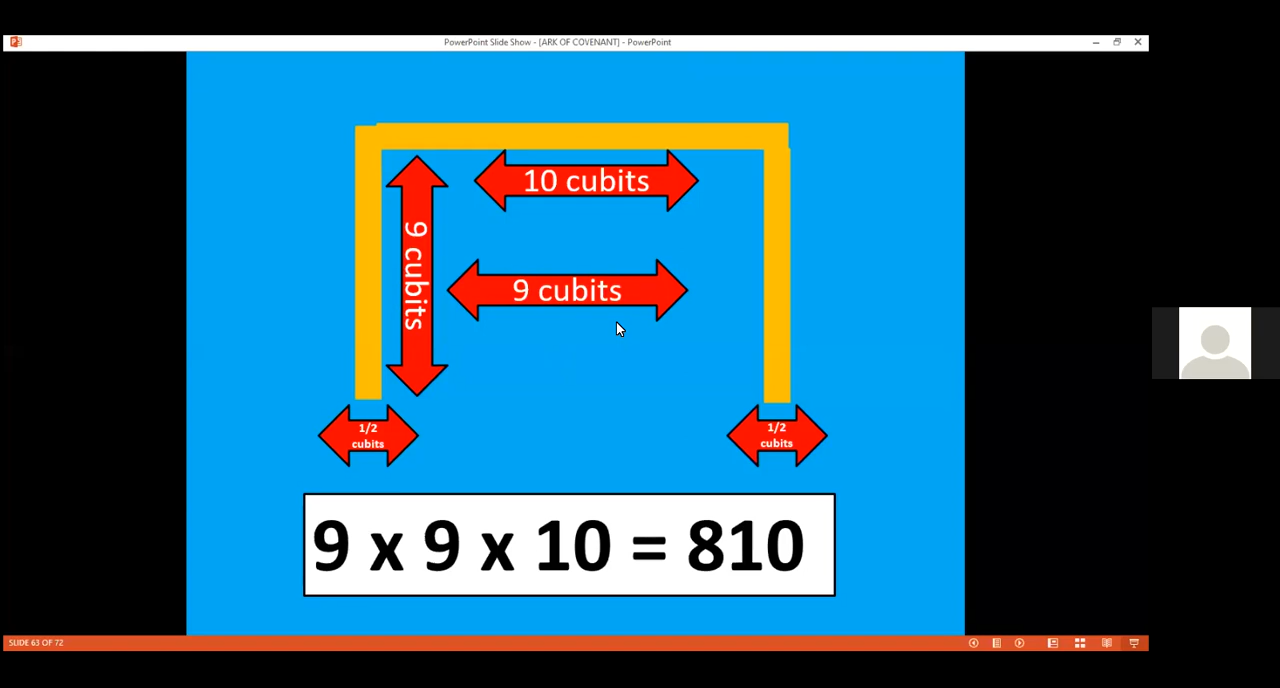 PowerPoint Slide Show - [ARK OF COVENANT] - PowerPoint
10 cubits
9 cubits
9 cubits
1/2
cubits
1/2
cubits
9 x 9 x 10 = 810
SLIDE 63 OF 72